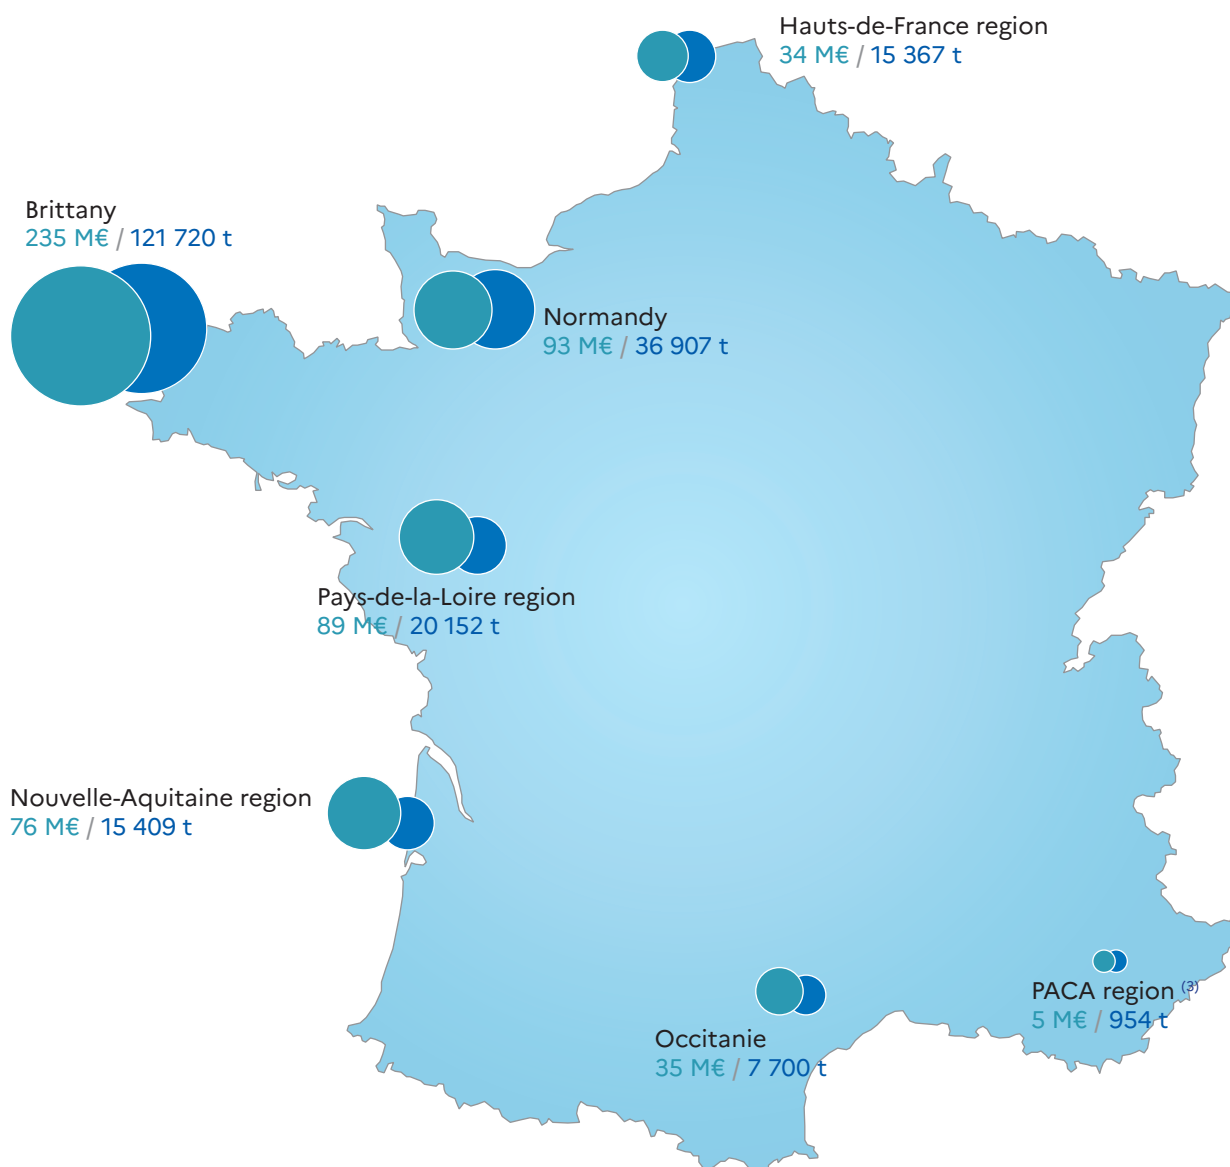 Hauts-de-France region
34 M€ / 15 367 t
Brittany
235 M€ / 121 720 t
Normandy
93 M€ / 36 907 t
Pays-de-la-Loire region
89 M€ / 20 152 t
Nouvelle-Aquitaine region
76 M€ / 15 409 t
PACA region (3)
5 M€ / 954 t
Occitanie
35 M€ / 7 700 t